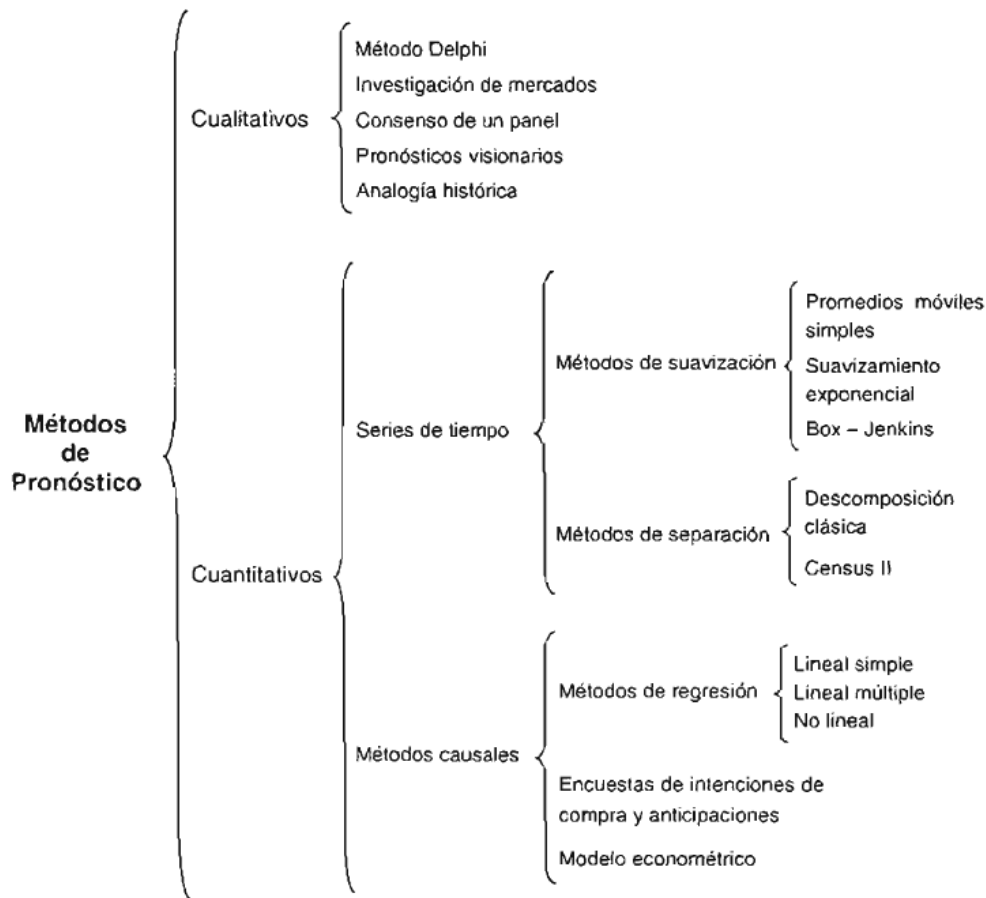 Método Delphi
Investigación de mercados
Cualitativos
Consenso de un panel
Pronósticos visionarios
Analogía histórica
Métodos
de
Pronóstico
Cuantitativos
Series de tiempo
Métodos de suavización
Promedios móviles
simples
Suavizamiento
exponencial
Box – Jenkins
Métodos de separación
Descomposición
clásica
Census II
Métodos causales
Métodos de regresión
Lineal simple
Lineal múltiple
No lineal
Encuestas de intenciones de
compra y anticipaciones
Modelo econométrico